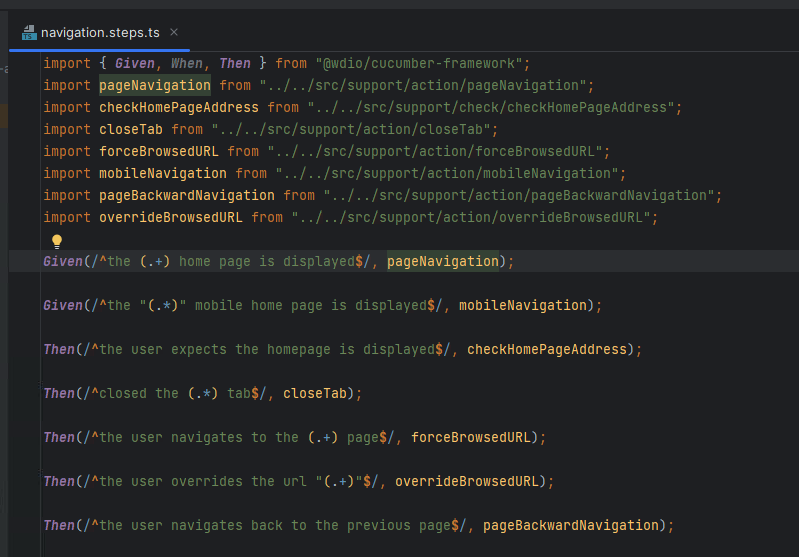 navigation.steps.ts
import { Given, When, Then } from "@wdio/cucumber-framework";
import pageNavigation from "../../src/support/action/pageNavigation";
import checkHomePageAddress from "../../src/support/check/checkHomePageAddress";
import closeTab from "../../src/support/action/closeTab";
import forceBrowsedURL from "../../src/support/action/forceBrowsedURL";
import mobileNavigation from "../../src/support/action/mobileNavigation";
import pageBackwardNavigation from "../../src/support/action/pageBackwardNavigation";
import overrideBrowsedURL from "../../src/support/action/overrideBrowsedURL";
Given(/^the (.+) home page is displayed$/, pageNavigation);
Given(/^the "(.*)" mobile home page is displayed$/, mobileNavigation);
Then(/^the user expects the homepage is displayed$/, checkHomePageAddress);
Then(/^closed the (.*) tab$/, closeTab);
Then(/^the user navigates to the (.+) page$/, forceBrowsedURL);
Then(/^the user overrides the url "(.+)"$/, overrideBrowsedURL);
Then(/^the user navigates back to the previous page$/, pageBackwardNavigation);